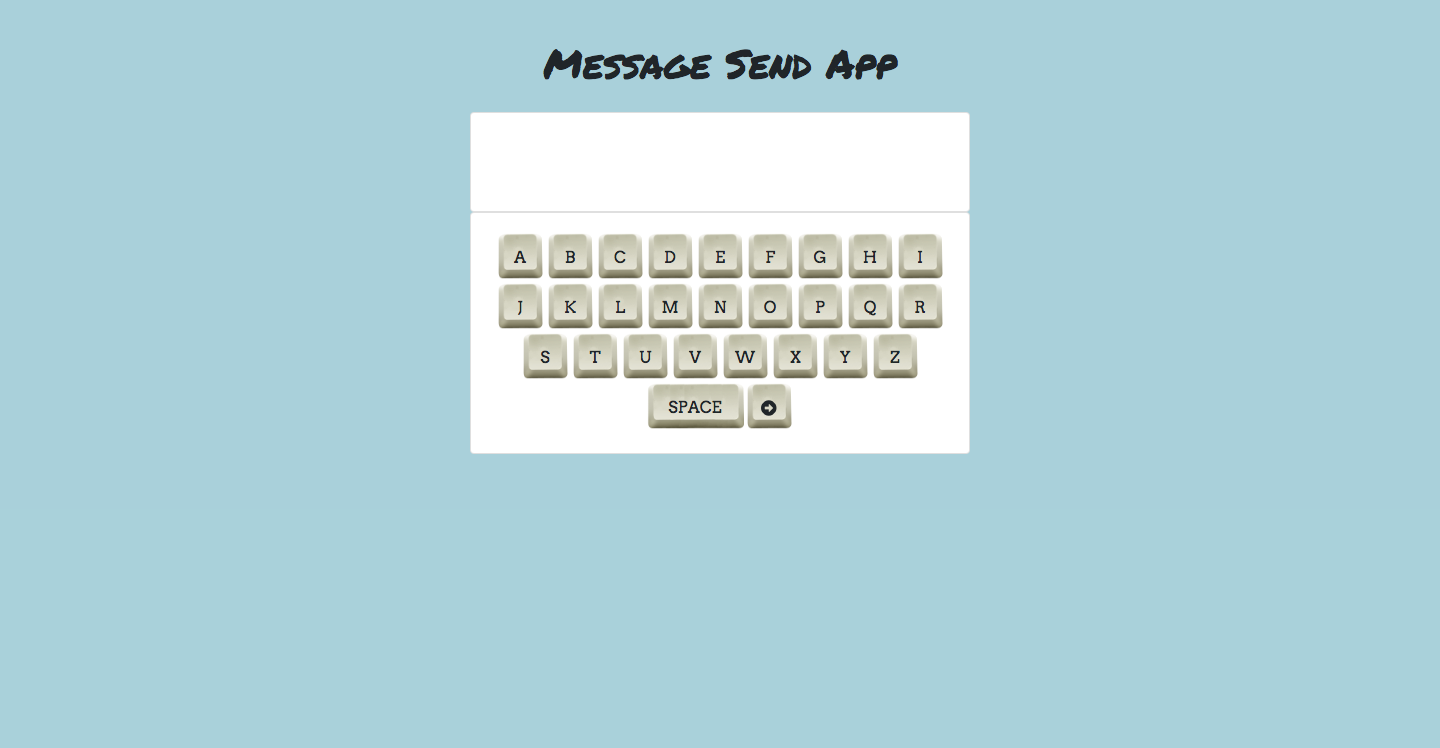 Message Send App
A B C D E F G H I
J K L M N O P Q R
S T U V W X Y Z
SPACE